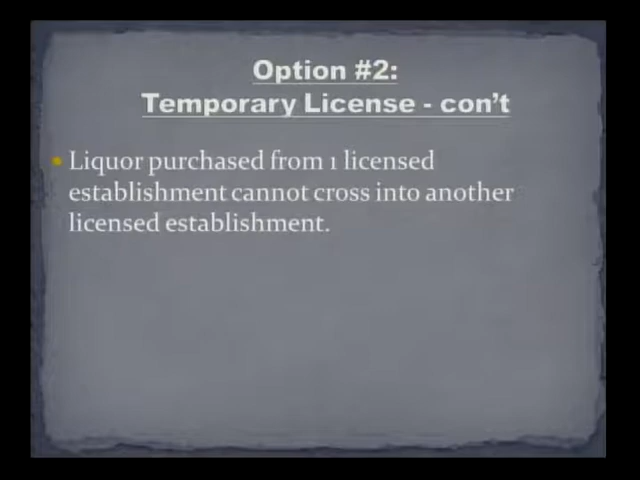 Option #2:
Temporary License - con't
Liquor purchased from 1 licensed
establishment cannot cross into another
licensed establishment.